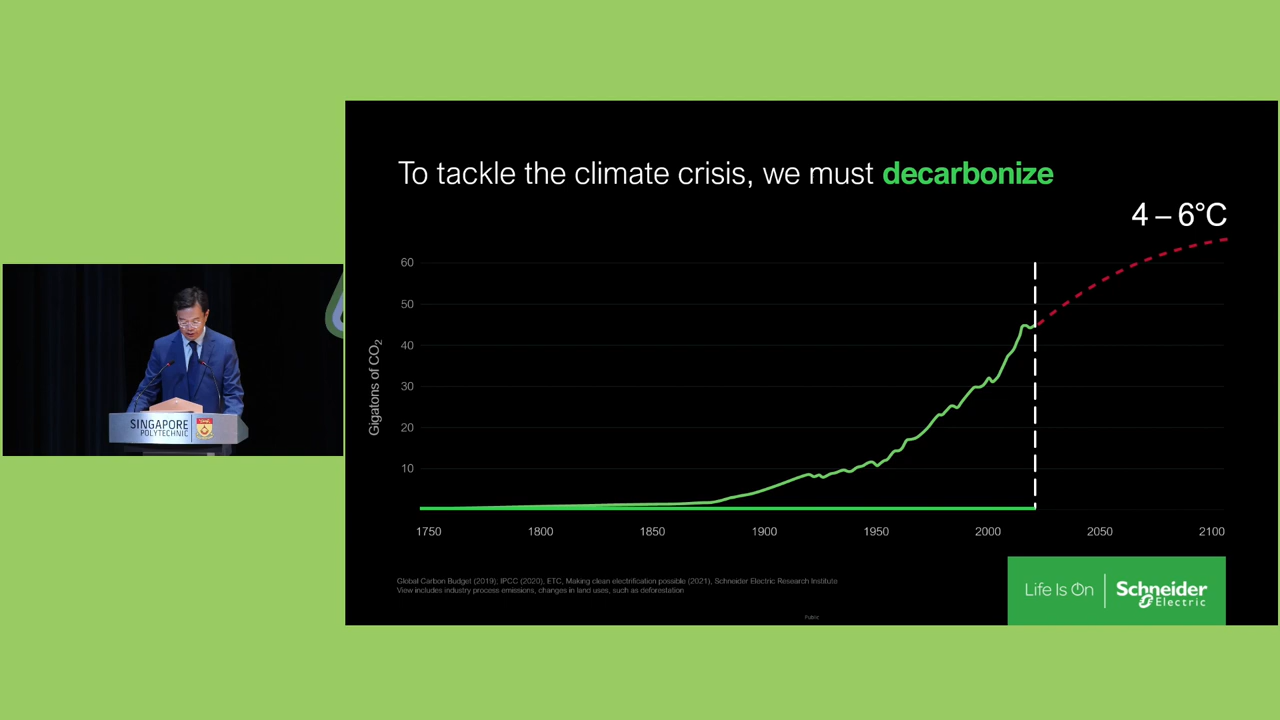 To tackle the climate crisis, we must decarbonize
4 – 6°C
Gigatons of CO2
60
50
40
30
20
10
1750 1800 1850 1900 1950 2000 2050 2100
Global Carbon Budget (2019), IPCC (2020), ETC, Making clean electrification possible (2021), Schneider Electric Research Institute
View includes industry process emissions, changes in land uses, such as deforestation
Public
Life Is On
Schneider
Electric
SINGAPORE
POLYTECHNIC